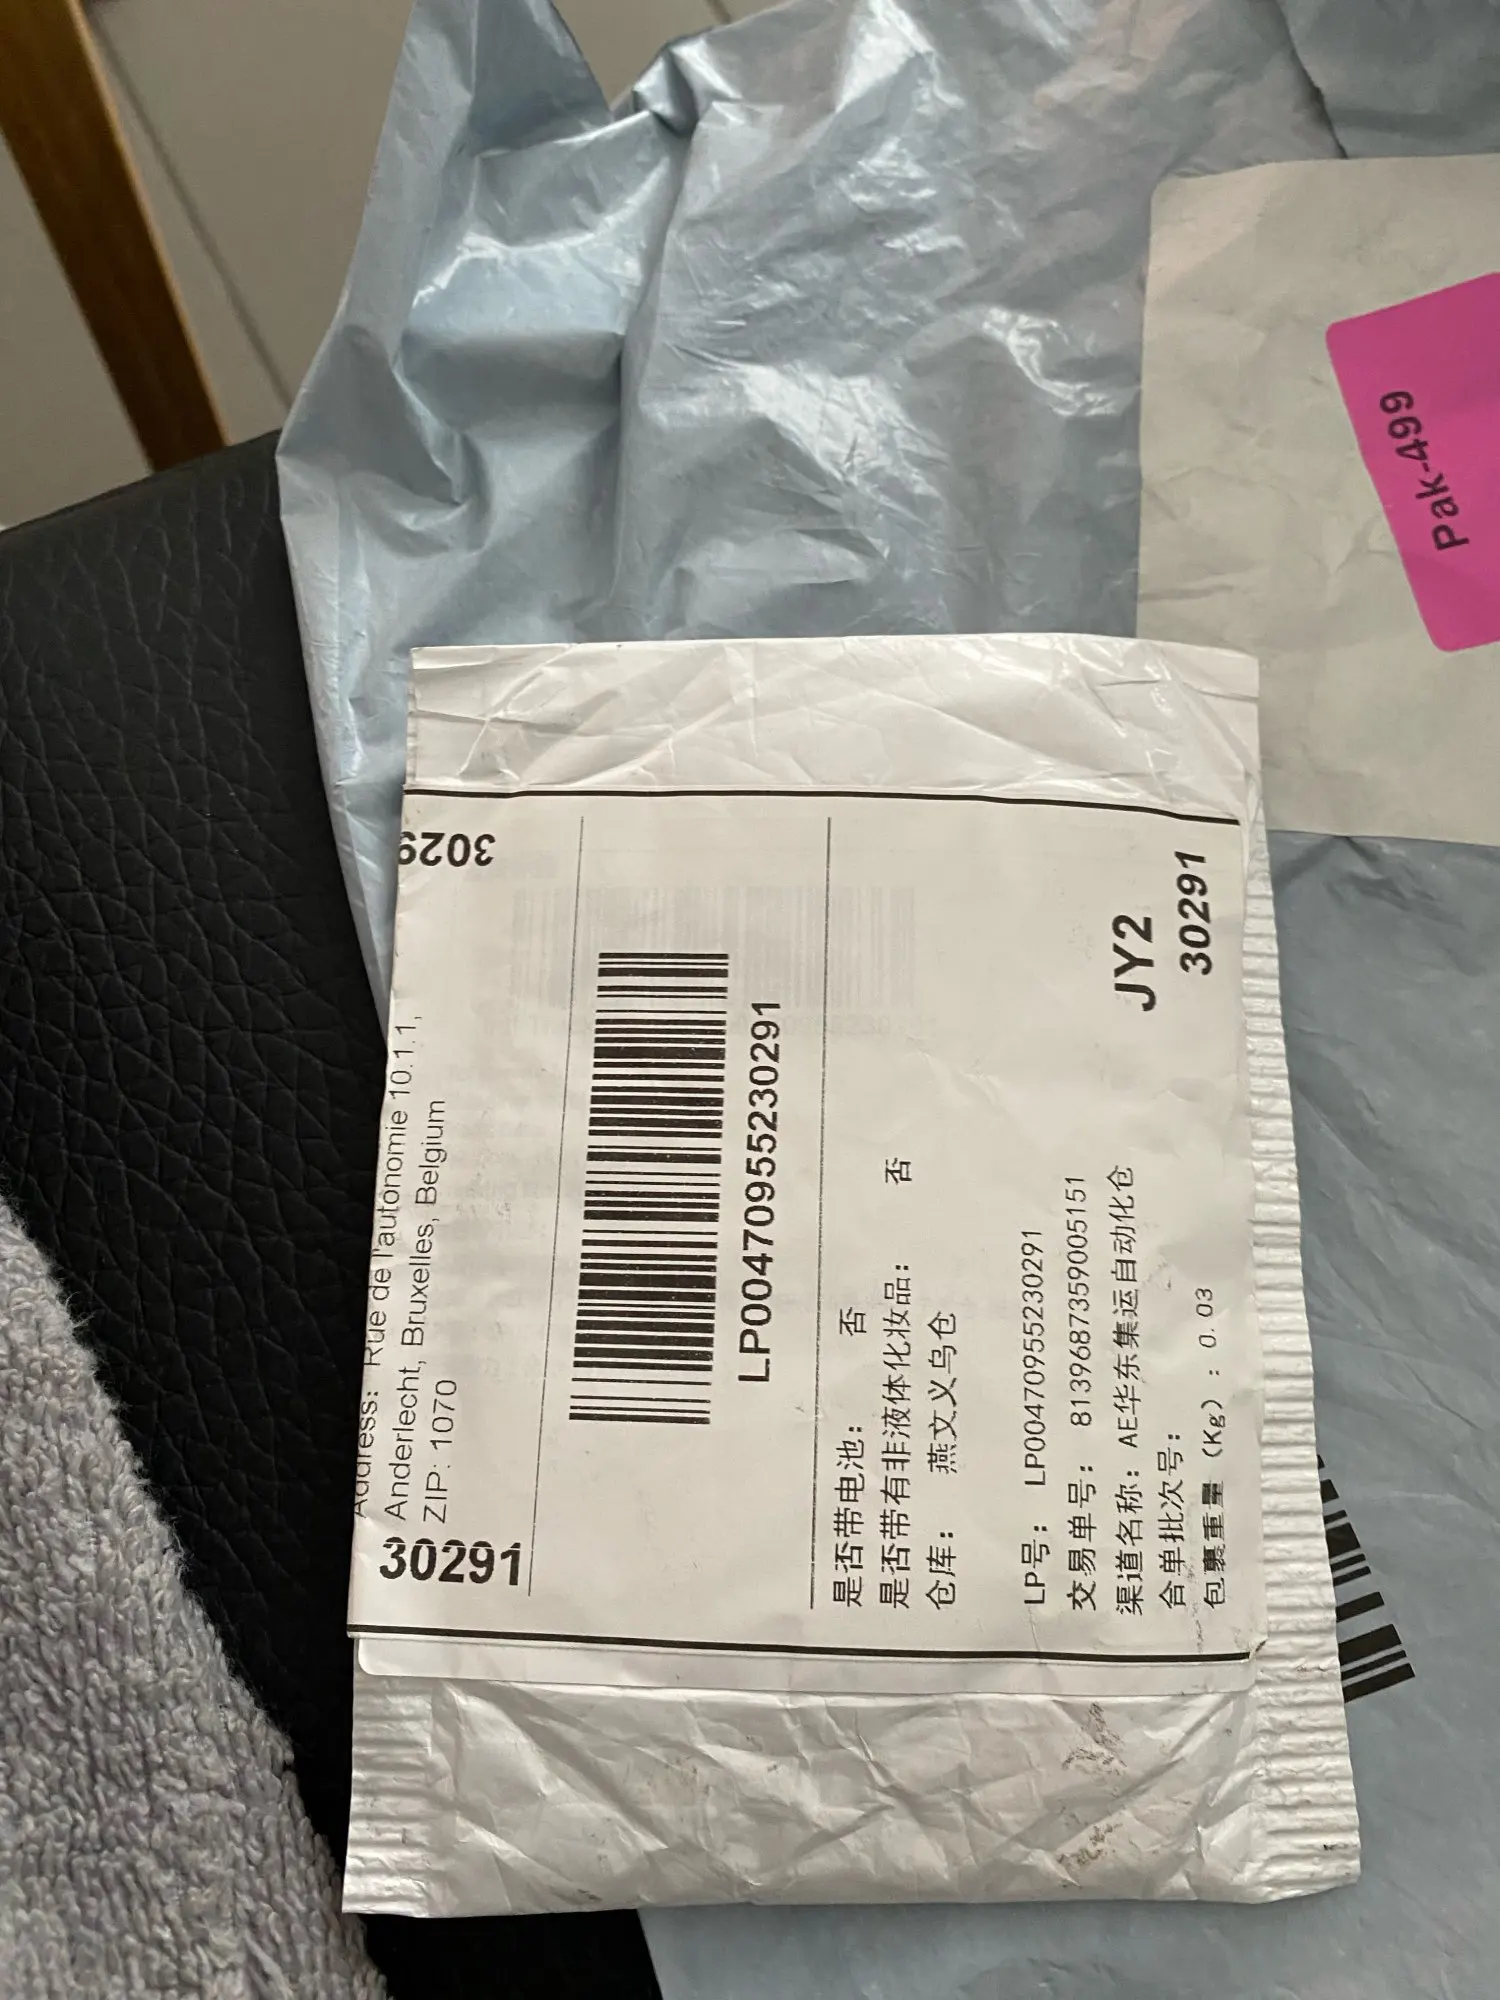 Pak-499
3029
Address: Rue de l'autonomie 10.1.1,
Anderlecht, Bruxelles, Belgium
ZIP: 1070
30291
LP00470955230291
是否带电池: 否
是否带有非液体化妆品: 否
仓库: 燕文义乌仓
LP号: LP00470955230291
交易单号: 8139687359005151
渠道名称: AE华东集运自动化仓
合单批次号:
包裹重量 (Kg) : 0.03
JY2
30291